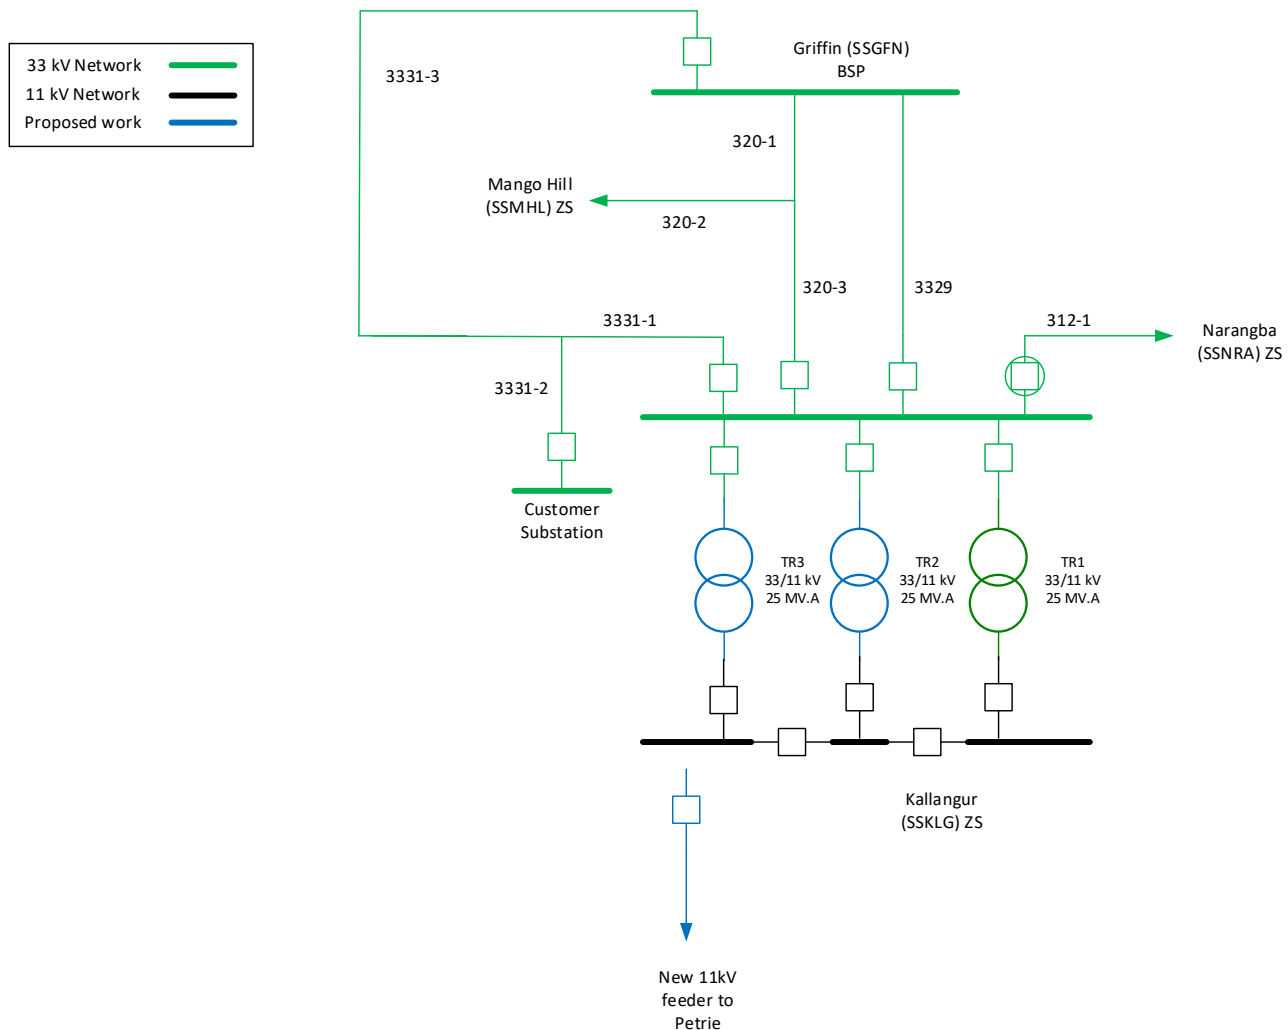 33 kV Network
11 kV Network
Proposed work
3331-3
Griffin (SSGFN)
BSP
320-1
Mango Hill
(SSMHL) ZS
320-2
320-3
3329
3331-1
312-1
Narangba
(SSNRA) ZS
3331-2
Customer
Substation
TR3
33/11 kV
25 MV.A
TR2
33/11 kV
25 MV.A
TR1
33/11 kV
25 MV.A
Kallangur
(SSKLG) ZS
New 11kV
feeder to
Petrie